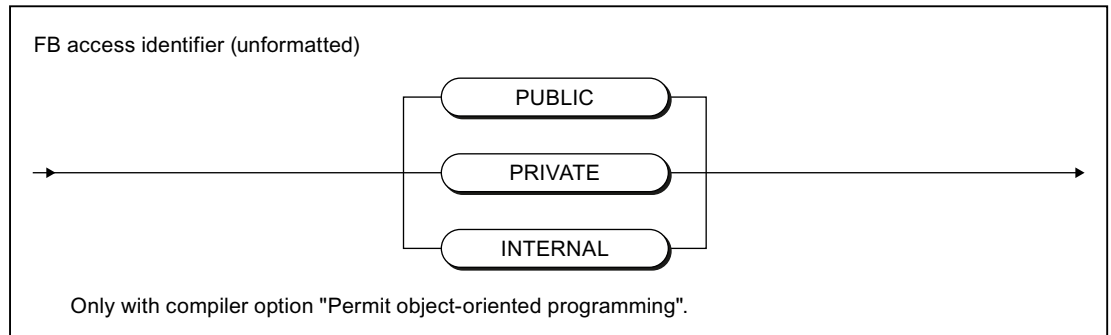 FB access identifier (unformatted)
PUBLIC
PRIVATE
INTERNAL
Only with compiler option "Permit object-oriented programming".